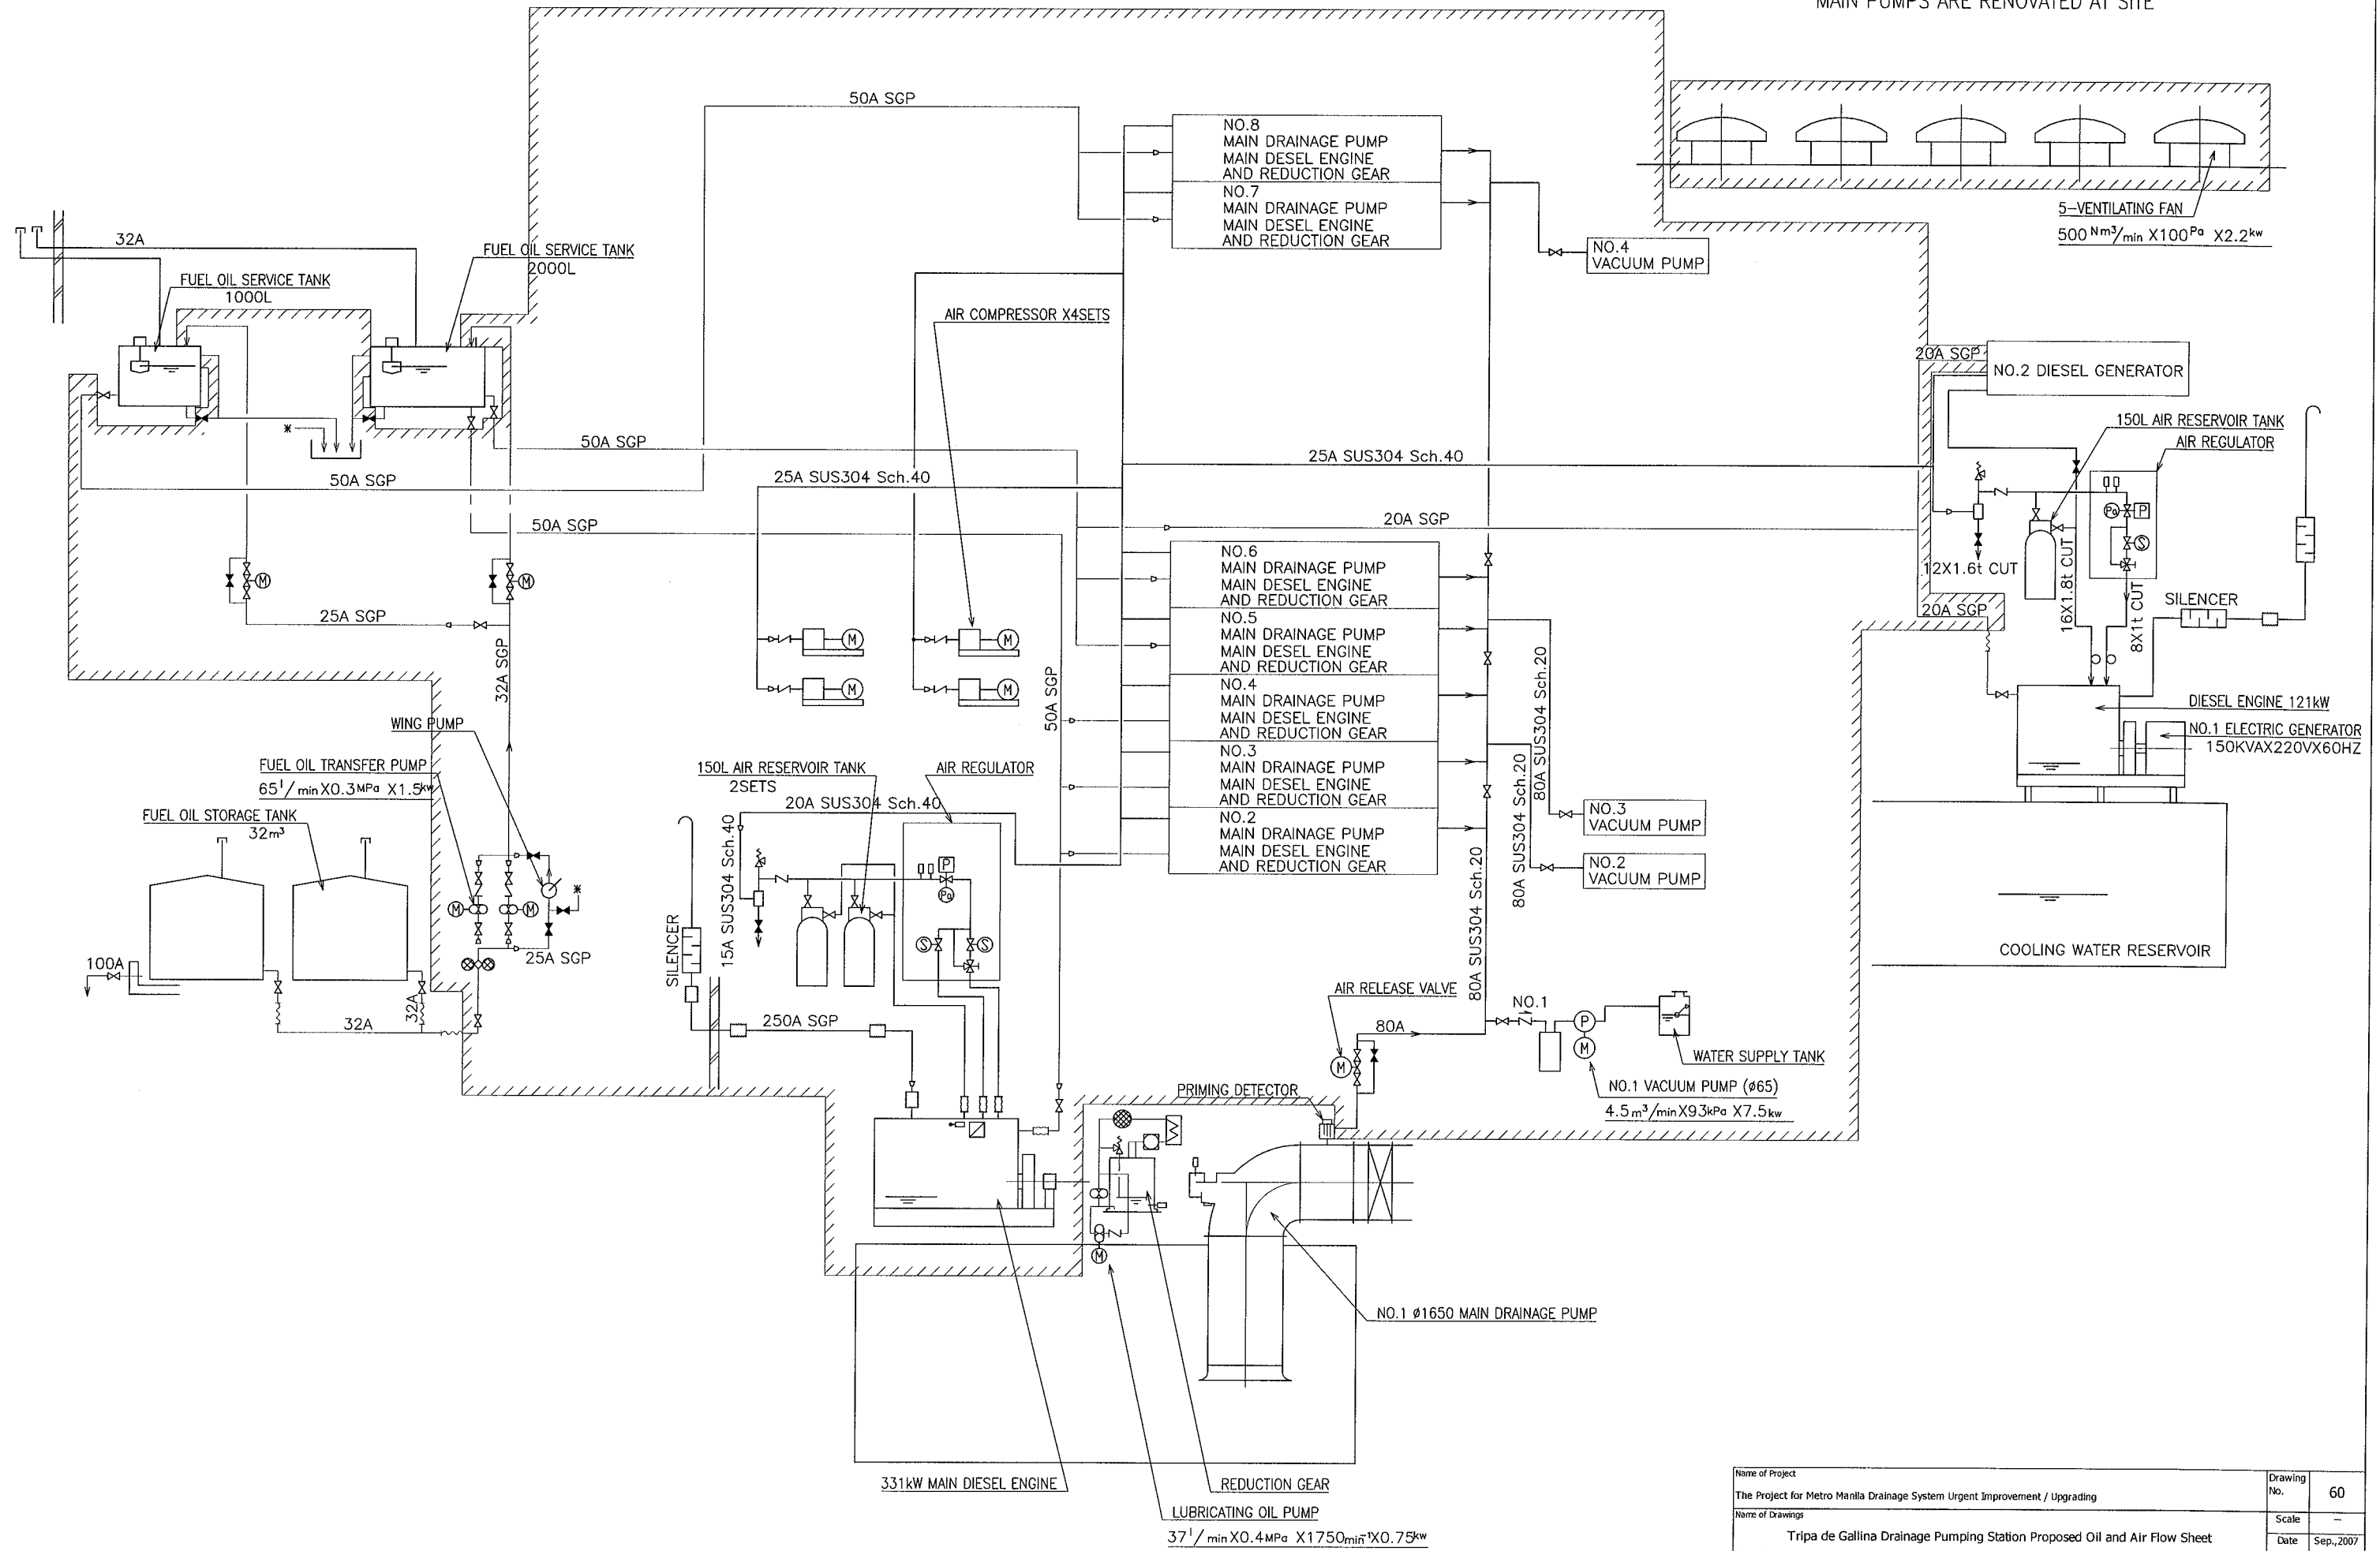 MAIN PUMPS ARE RENOVATED AT SITE
50A SGP
NO.8
MAIN DRAINAGE PUMP
MAIN DESEL ENGINE
AND REDUCTION GEAR
NO.7
MAIN DRAINAGE PUMP
MAIN DESEL ENGINE
AND REDUCTION GEAR
5-VENTILATING FAN
500 Nm³/min X100Pa X2.2kw
NO.4
VACUUM PUMP
32A
FUEL OIL SERVICE TANK
2000L
FUEL OIL SERVICE TANK
1000L
AIR COMPRESSOR X4SETS
20A SGP
NO.2 DIESEL GENERATOR
150L AIR RESERVOIR TANK
AIR REGULATOR
*
50A SGP
50A SGP
25A SUS304 Sch.40
25A SUS304 Sch.40
50A SGP
20A SGP
Pa
P
S
12X1.6t CUT
16X1.8t CUT
8X1t CUT
20A SGP
SILENCER
NO.6
MAIN DRAINAGE PUMP
MAIN DESEL ENGINE
AND REDUCTION GEAR
NO.5
MAIN DRAINAGE PUMP
MAIN DESEL ENGINE
AND REDUCTION GEAR
NO.4
MAIN DRAINAGE PUMP
MAIN DESEL ENGINE
AND REDUCTION GEAR
NO.3
MAIN DRAINAGE PUMP
MAIN DESEL ENGINE
AND REDUCTION GEAR
NO.2
MAIN DRAINAGE PUMP
MAIN DESEL ENGINE
AND REDUCTION GEAR
M
M
25A SGP
32A SGP
M
M
M
M
50A SGP
80A SUS304 Sch.20
80A SUS304 Sch.20
80A SUS304 Sch.20
DIESEL ENGINE 121kW
NO.1 ELECTRIC GENERATOR
150KVAX220VX60HZ
WING PUMP
FUEL OIL TRANSFER PUMP
65l/minX0.3MPa X1.5kw
FUEL OIL STORAGE TANK
32m³
150L AIR RESERVOIR TANK
2SETS
AIR REGULATOR
20A SUS304 Sch.40
15A SUS304 Sch.40
NO.3
VACUUM PUMP
NO.2
VACUUM PUMP
P
Pa
S
S
*
M
M
25A SGP
SILENCER
100A
32A
32A
COOLING WATER RESERVOIR
250A SGP
AIR RELEASE VALVE
80A
NO.1
P
M
M
WATER SUPPLY TANK
NO.1 VACUUM PUMP (ø65)
4.5m³/minX93kPa X7.5kw
PRIMING DETECTOR
M
NO.1 ø1650 MAIN DRAINAGE PUMP
331kW MAIN DIESEL ENGINE
REDUCTION GEAR
LUBRICATING OIL PUMP
37l/minX0.4MPa X1750min⁻¹X0.75kw
Name of Project
The Project for Metro Manila Drainage System Urgent Improvement / Upgrading
Drawing No. 60
Name of Drawings
Tripa de Gallina Drainage Pumping Station Proposed Oil and Air Flow Sheet
Scale –
Date Sep.,2007